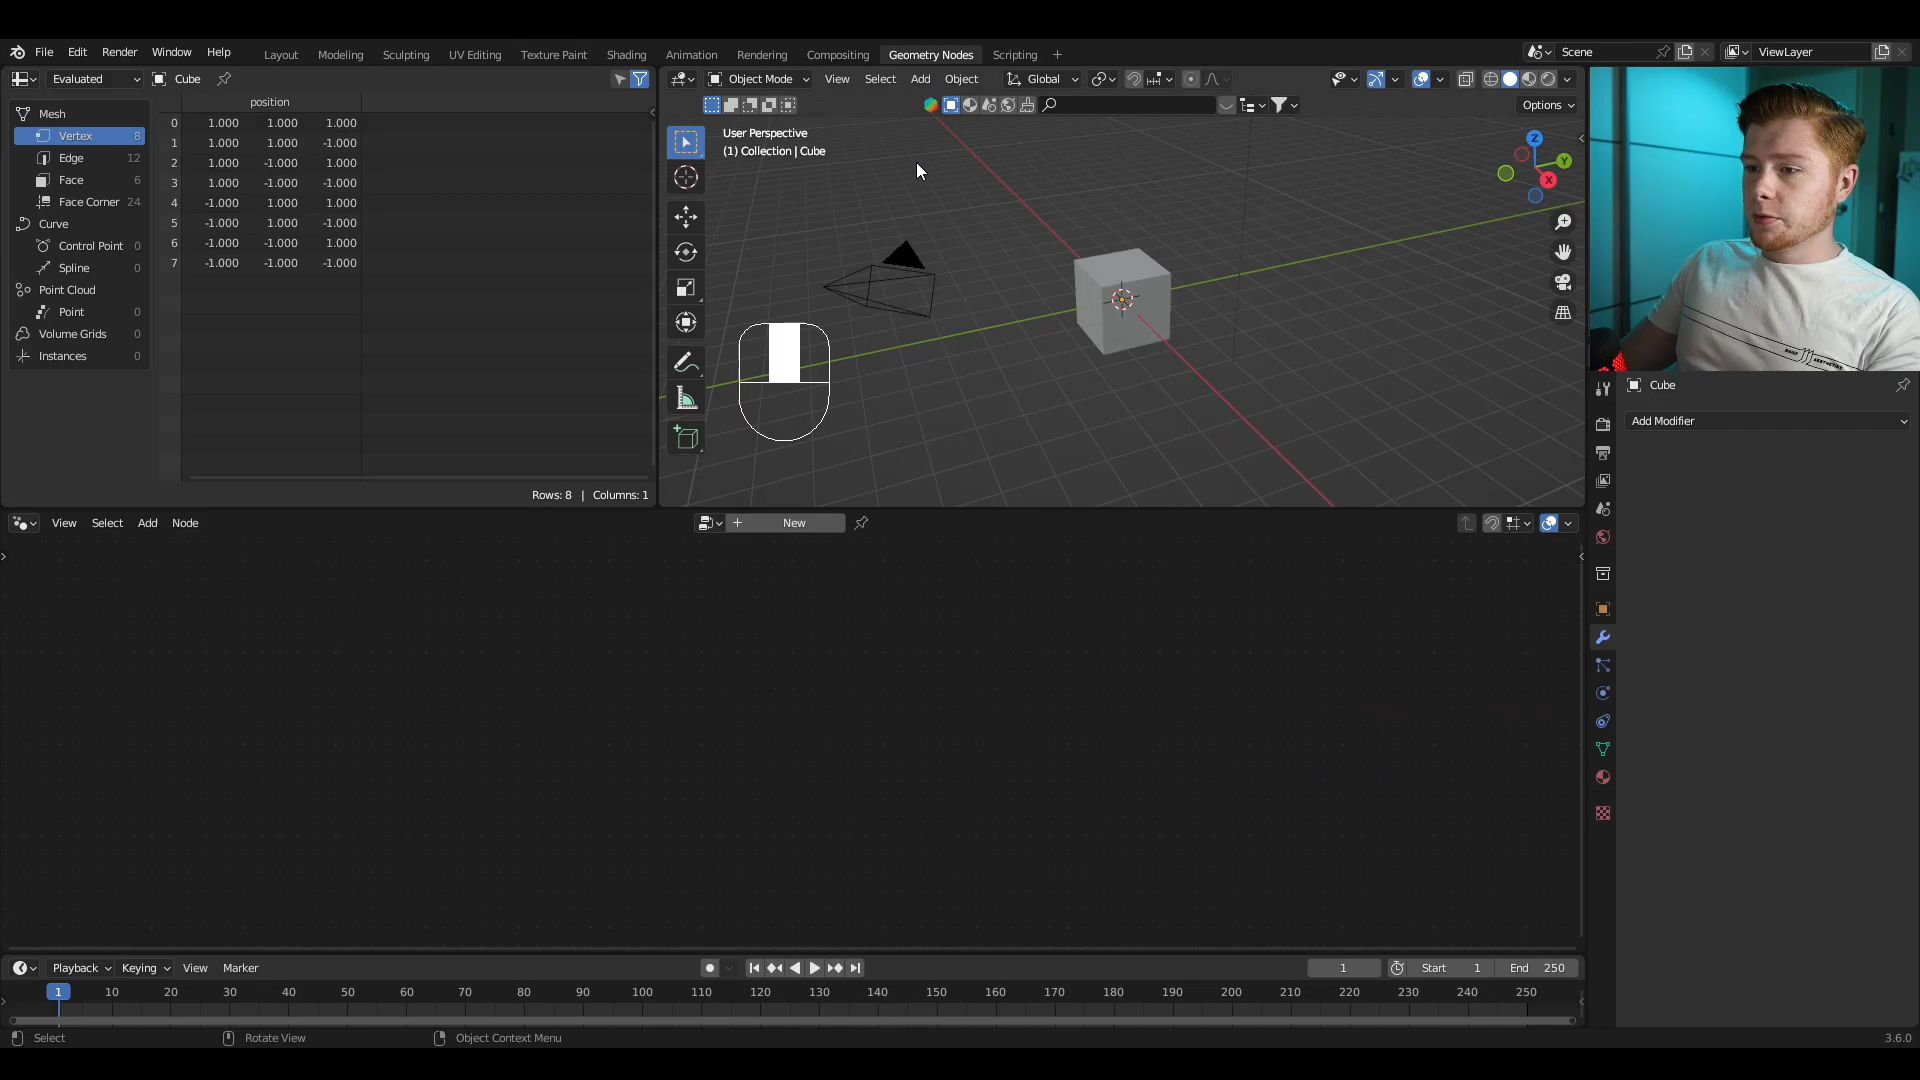 File Edit Render Window Help
Layout Modeling Sculpting UV Editing Texture Paint Shading Animation Rendering Compositing Geometry Nodes Scripting +
Scene
ViewLayer
Evaluated Cube
Object Mode View Select Add Object Global
Options
position
Mesh
Vertex 8
Edge 12
Face 6
Face Corner 24
Curve
Control Point 0
Spline 0
Point Cloud
Point 0
Volume Grids 0
Instances 0
0 1.000 1.000 1.000
1 1.000 1.000 -1.000
2 1.000 -1.000 1.000
3 1.000 -1.000 -1.000
4 -1.000 1.000 1.000
5 -1.000 1.000 -1.000
6 -1.000 -1.000 1.000
7 -1.000 -1.000 -1.000
Rows: 8 | Columns: 1
User Perspective
(1) Collection | Cube
Z
Y
X
Cube
Add Modifier
View Select Add Node
+ New
Playback Keying View Marker
1
Start 1
End 250
1 10 20 30 40 50 60 70 80 90 100 110 120 130 140 150 160 170 180 190 200 210 220 230 240 250
Select
Rotate View
Object Context Menu
3.6.0